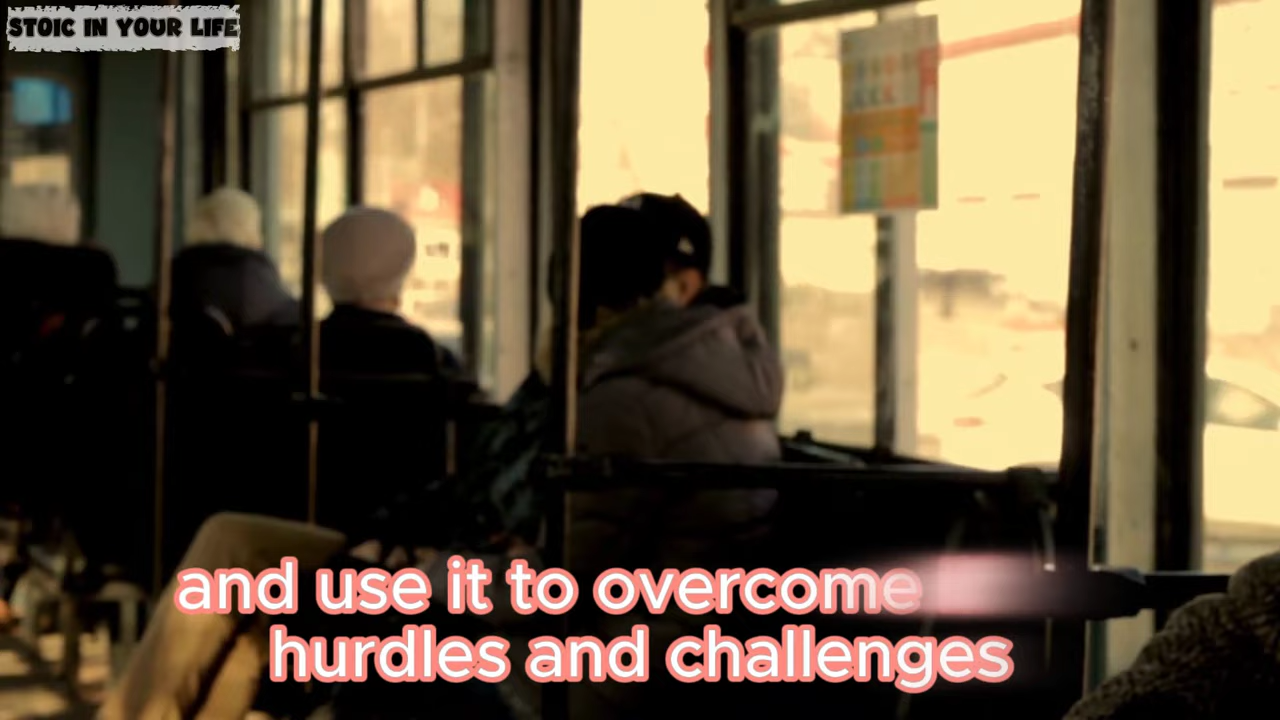 STOIC IN YOUR LIFE
and use it to overcome
hurdles and challenges